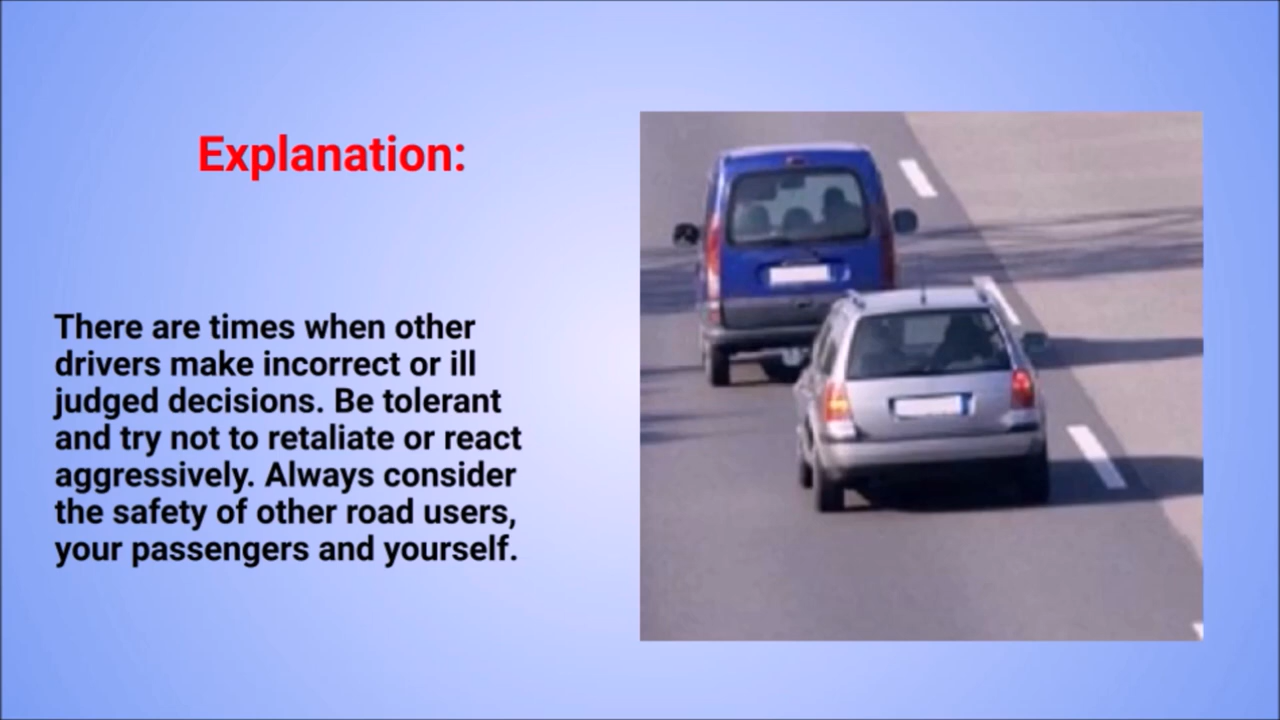 Explanation:
There are times when other
drivers make incorrect or ill
judged decisions. Be tolerant
and try not to retaliate or react
aggressively. Always consider
the safety of other road users,
your passengers and yourself.